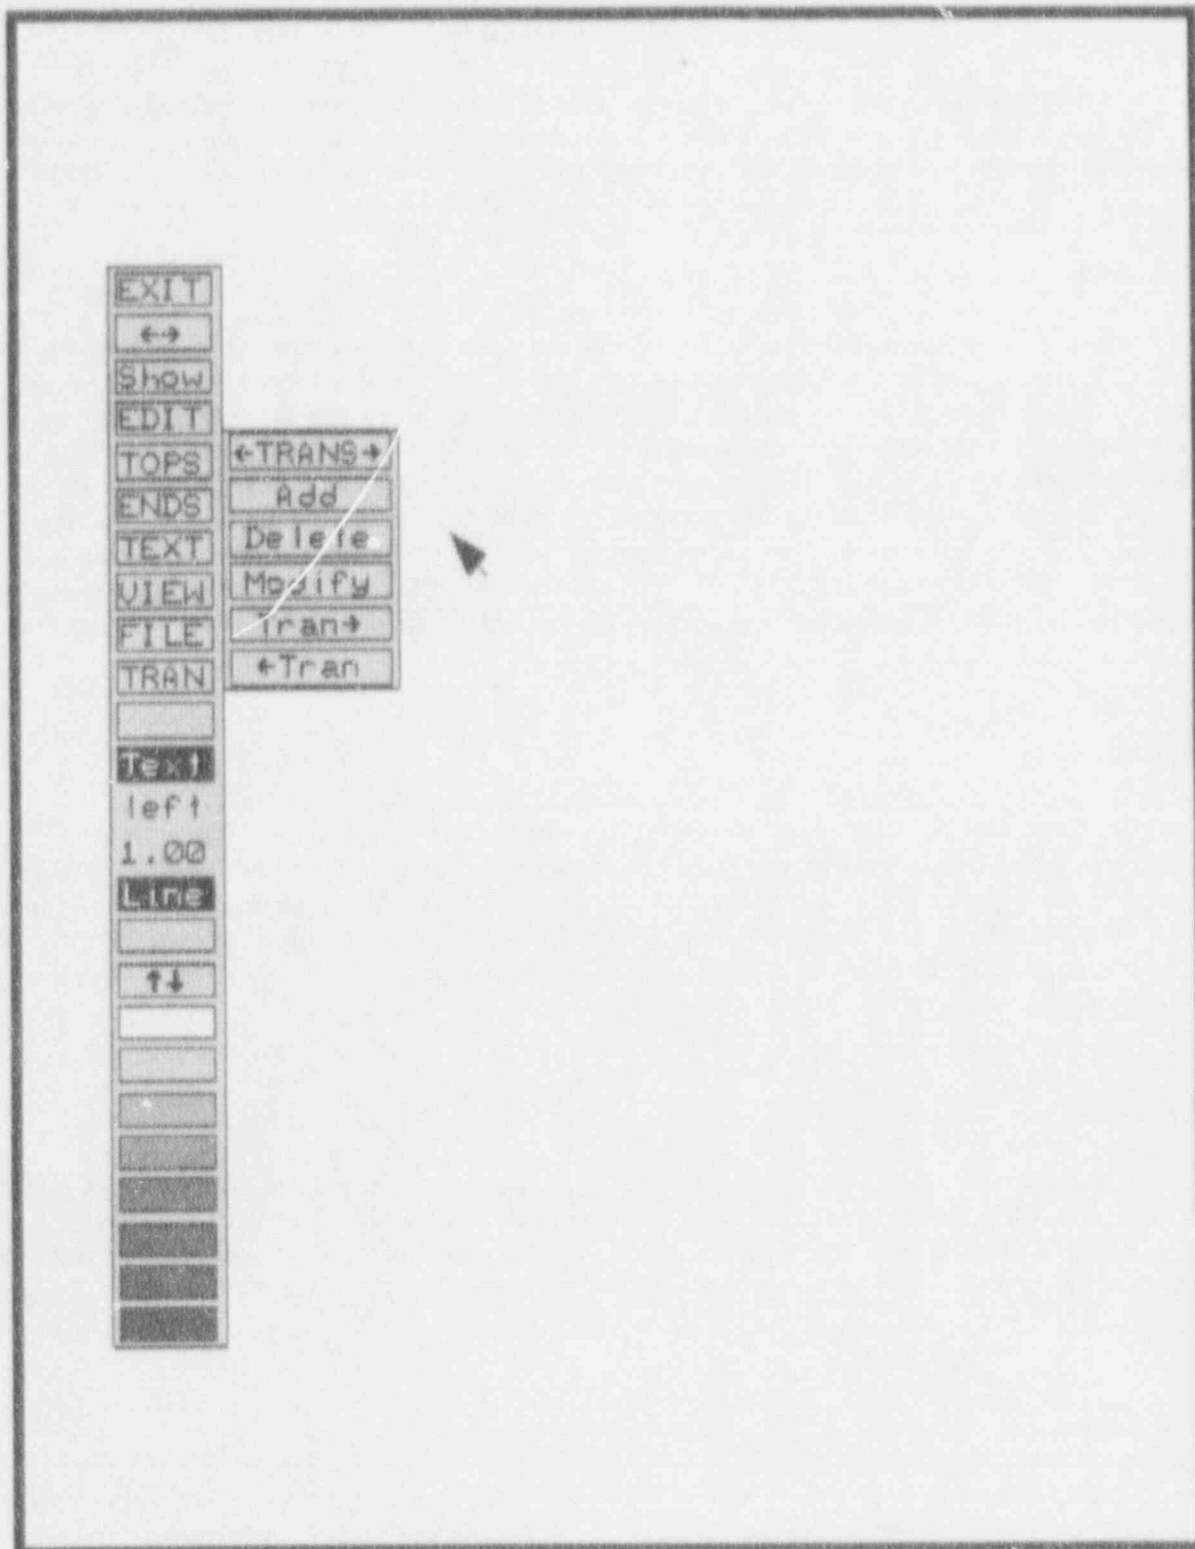 EXIT
←→
Show
EDIT
TOPS
ENDS
TEXT
VIEW
FILE
TRAN
Text
left
1.00
Line
↑↓
←TRANS→
Add
Delete
Modify
Tran→
←Tran